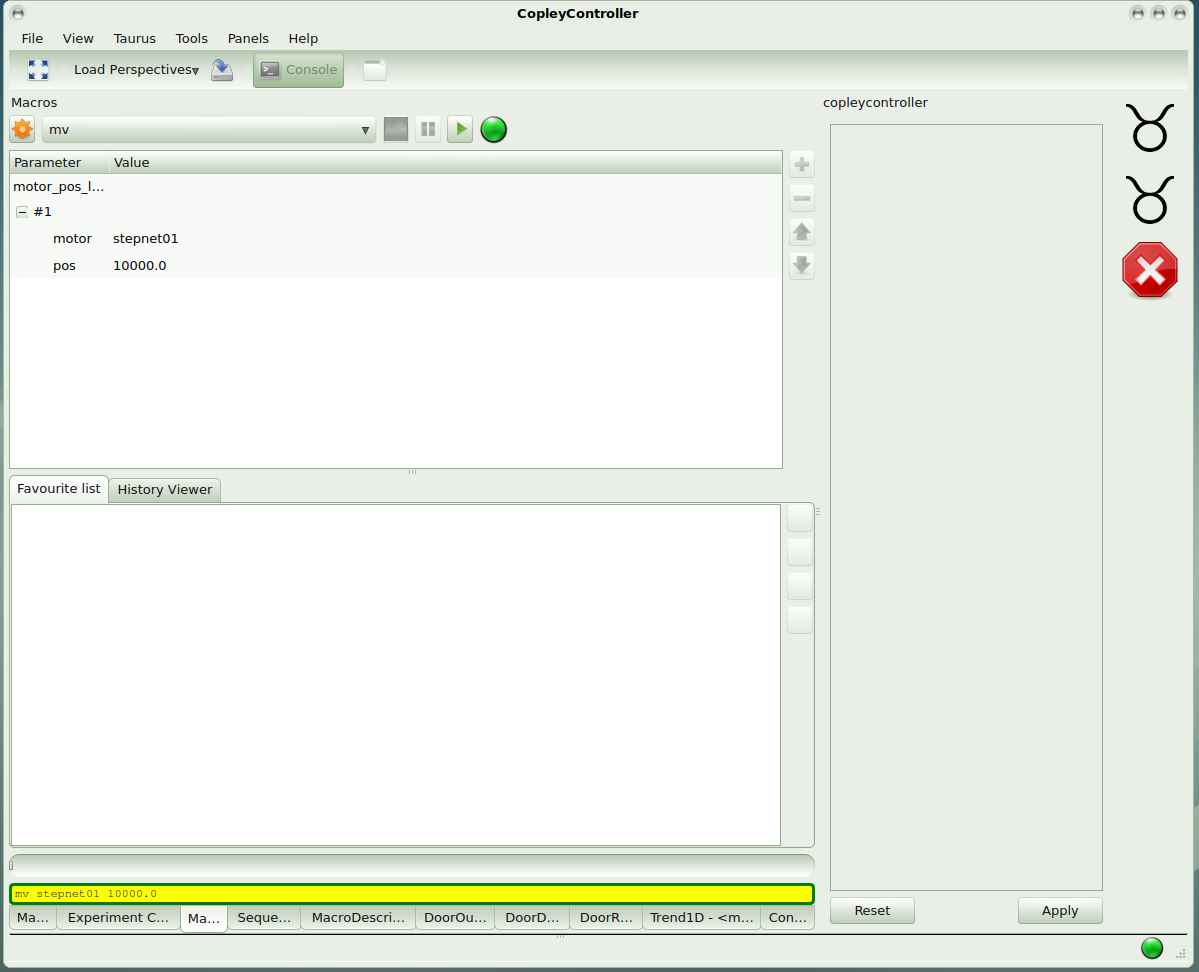 CopleyController
File View Taurus Tools Panels Help
Load Perspectives Console
Macros
copleycontroller
mv
Parameter Value
motor_pos_l...
#1
motor stepnet01
pos 10000.0
Favourite list History Viewer
mv stepnet01 10000.0
Ma... Experiment C... Ma... Seque... MacroDescri... DoorOu... DoorD... DoorR... Trend1D - <m... Con...
Reset Apply